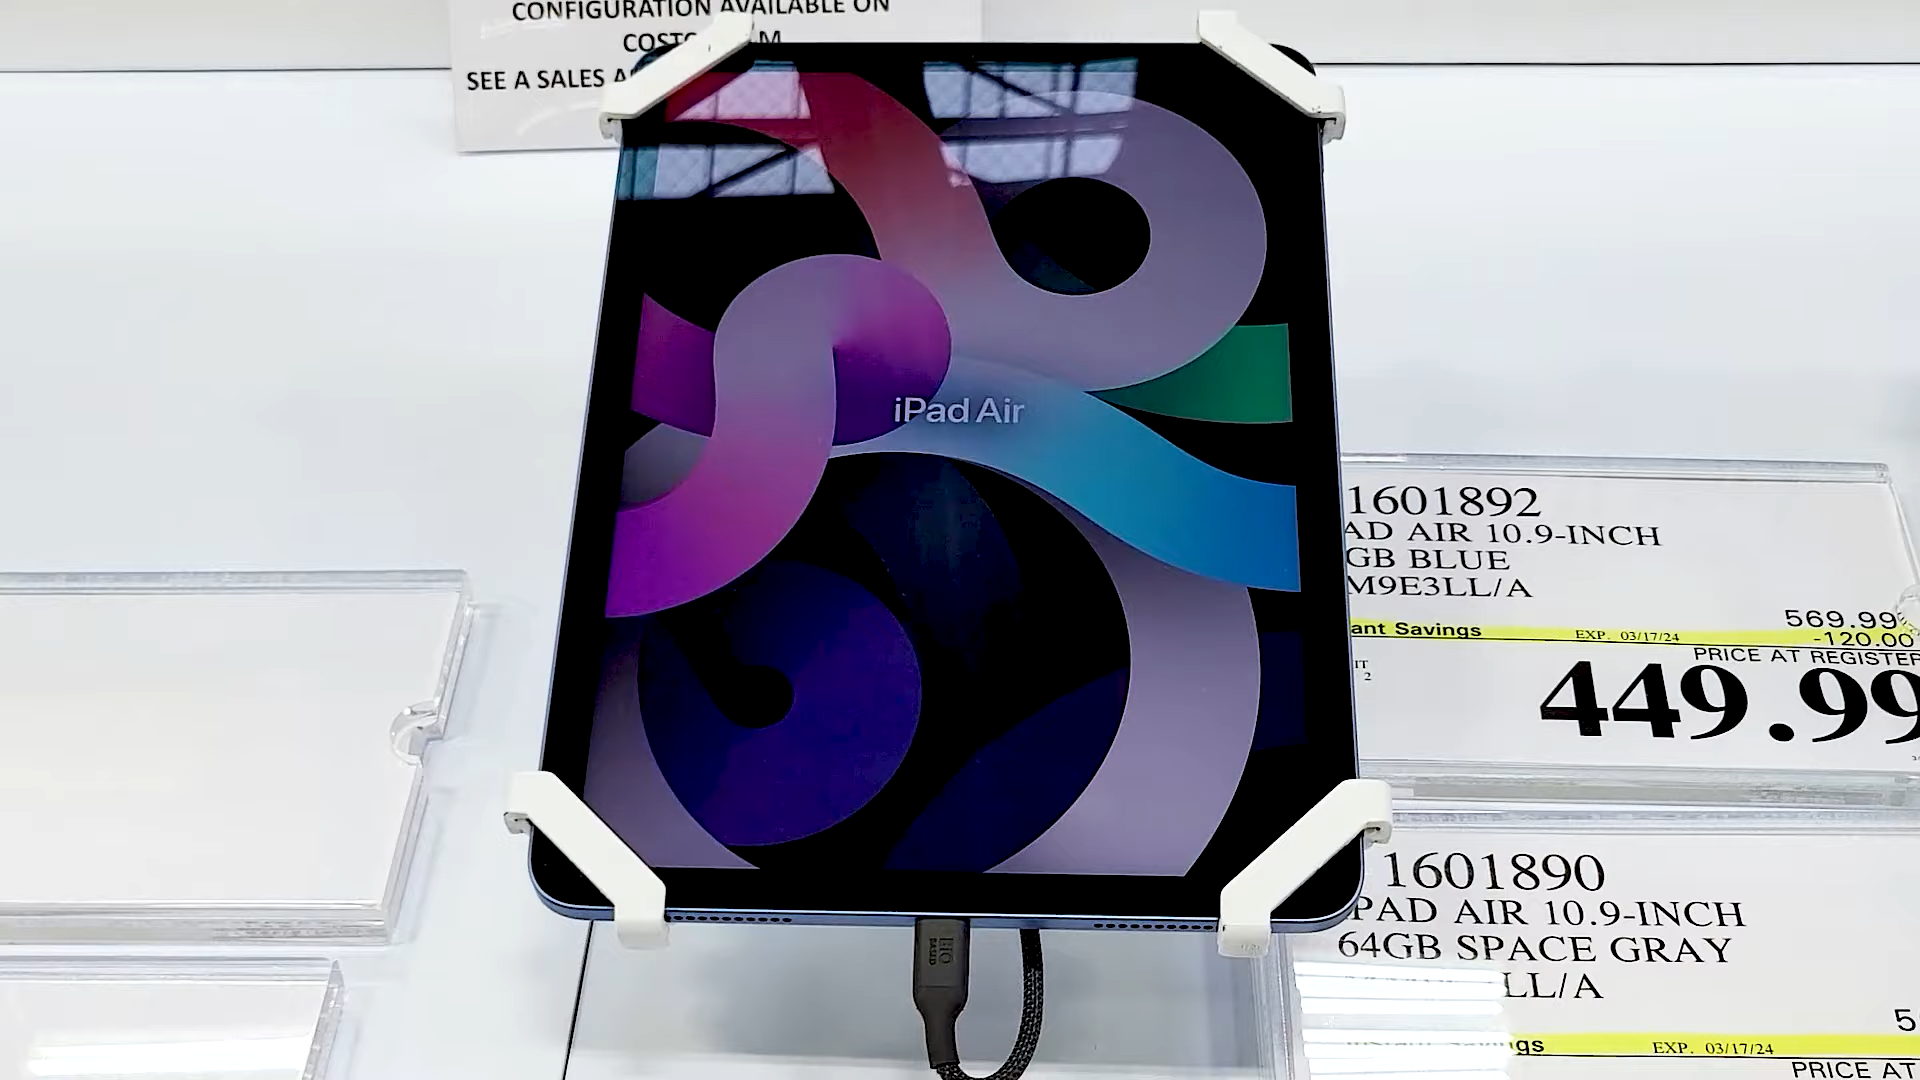 CONFIGURATION AVAILABLE ON
SEE A SALES
iPad Air
1601892
AD AIR 10.9-INCH
GB BLUE
M9E3LL/A
569.99
ant Savings EXP. 03/17/24 -120.00
PRICE AT REGISTER
449.99
1601890
PAD AIR 10.9-INCH
64GB SPACE GRAY
LL/A
EXP. 03/17/24
PRICE AT